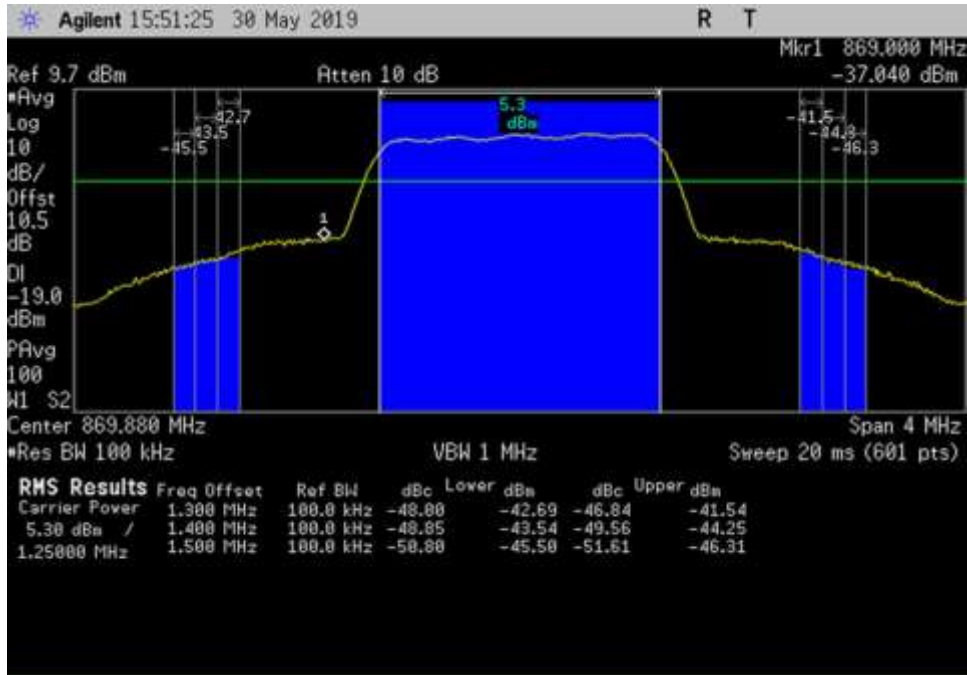 Agilent 15:51:25 30 May 2019 R T
Mkr1 869.000 MHz
Ref 9.7 dBm Atten 10 dB -37.040 dBm
*Avg
Log
10
dB/
Offst
10.5
dB
DI
-19.0
dBm
PAvg
100
W1 S2
-45.5
-43.5
-42.7
1
5.3
dBm
-41.5
-44.3
-46.3
Center 869.880 MHz Span 4 MHz
*Res BW 100 kHz VBW 1 MHz Sweep 20 ms (601 pts)
RMS Results Freq Offset Ref BW dBc Lower dBm dBc Upper dBm
Carrier Power 1.300 MHz 100.0 kHz -48.00 -42.69 -46.84 -41.54
5.30 dBm / 1.400 MHz 100.0 kHz -48.85 -43.54 -49.56 -44.25
1.25000 MHz 1.500 MHz 100.0 kHz -50.80 -45.50 -51.61 -46.31